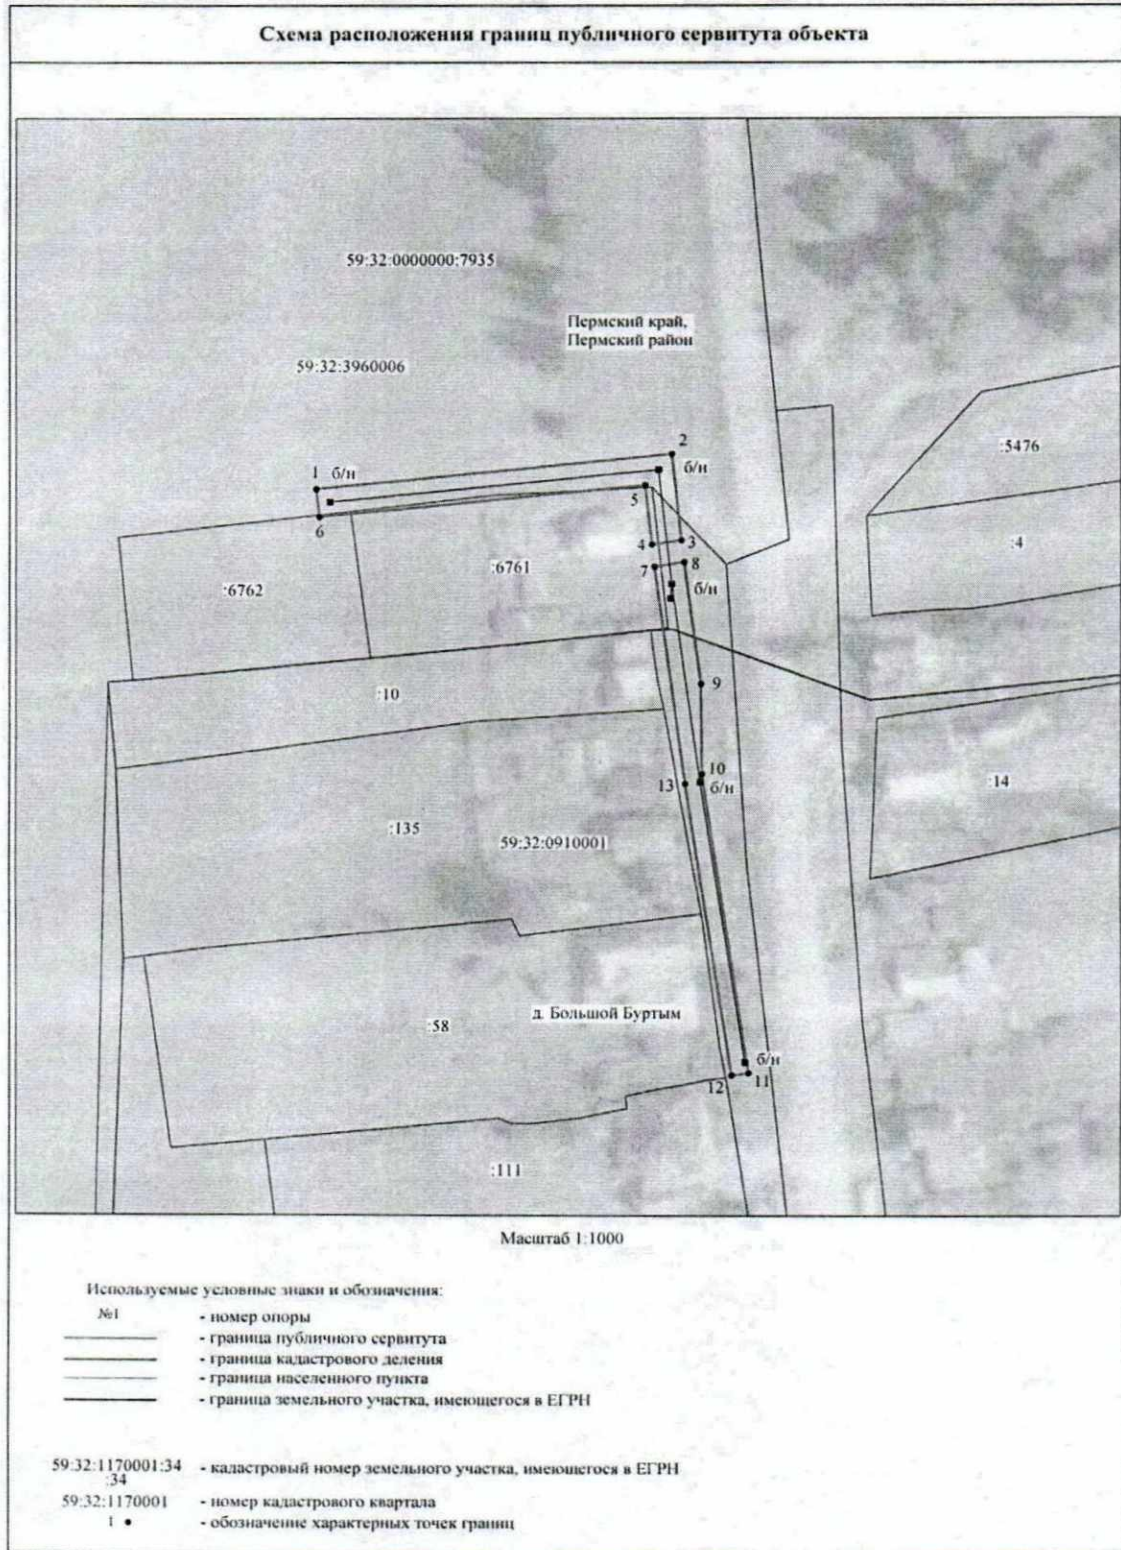 Схема расположения границ публичного сервитута объекта
59:32:0000000:7935
Пермский край,
Пермский район
59:32:3960006
:5476
2
1 б/н
б/н
5
6
4
3
:4
:6761
7
8
:6762
б/н
:10
9
10
13
б/н
:14
:135
59:32:0910001
д. Большой Буртым
:58
б/н
12
11
:111
Масштаб 1:1000
Используемые условные знаки и обозначения:
№1 - номер опоры
- граница публичного сервитута
- граница кадастрового деления
- граница населенного пункта
- граница земельного участка, имеющегося в ЕГРН
59:32:1170001:34 - кадастровый номер земельного участка, имеющегося в ЕГРН
:34
59:32:1170001 - номер кадастрового квартала
1 - обозначение характерных точек границ